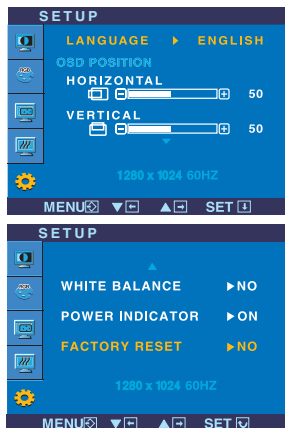 SETUP
LANGUAGE ▸ ENGLISH
OSD POSITION
HORIZONTAL
50
VERTICAL
50
1280 x 1024 60HZ
MENU ▼ ▲ SET
SETUP
WHITE BALANCE ▸NO
POWER INDICATOR ▸ON
FACTORY RESET ▸NO
1280 x 1024 60HZ
MENU ▼ ▲ SET